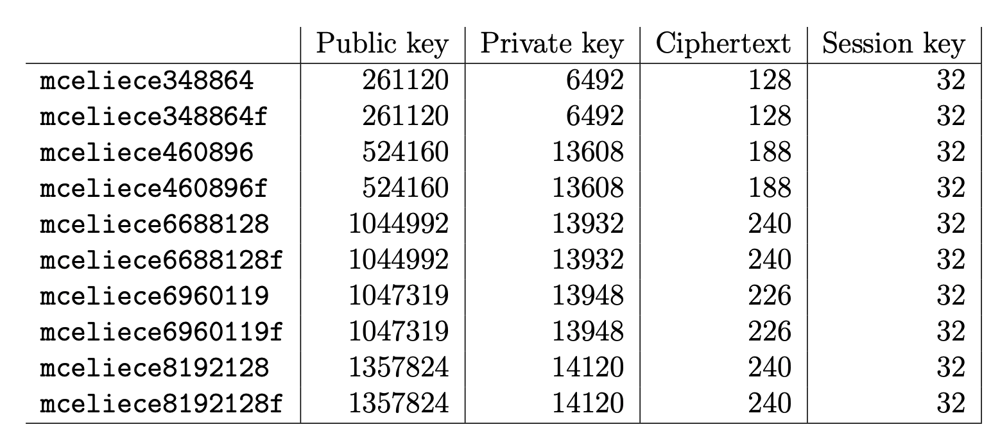 Public key Private key Ciphertext Session key
mceliece348864 261120 6492 128 32
mceliece348864f 261120 6492 128 32
mceliece460896 524160 13608 188 32
mceliece460896f 524160 13608 188 32
mceliece6688128 1044992 13932 240 32
mceliece6688128f 1044992 13932 240 32
mceliece6960119 1047319 13948 226 32
mceliece6960119f 1047319 13948 226 32
mceliece8192128 1357824 14120 240 32
mceliece8192128f 1357824 14120 240 32